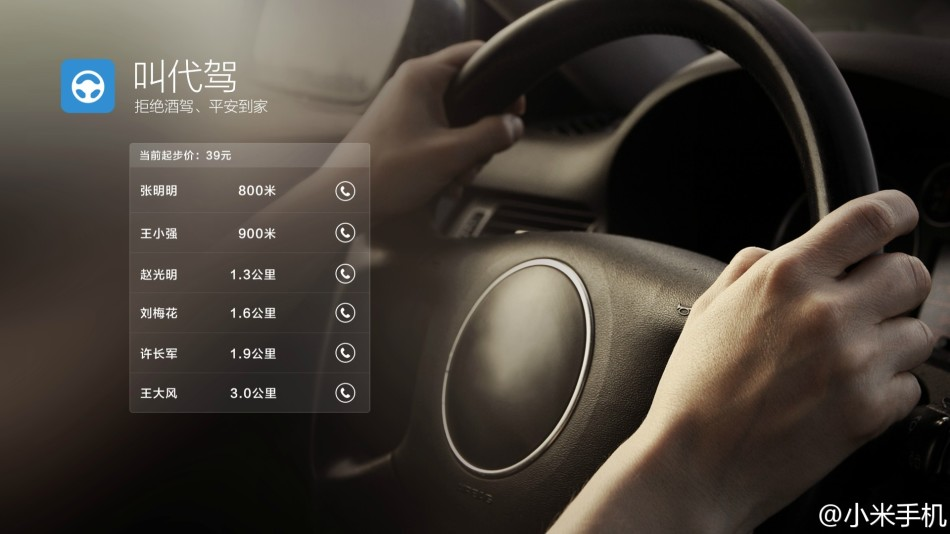 叫代驾
拒绝酒驾、平安到家
当前起步价：39元
张明明 800米
王小强 900米
赵光明 1.3公里
刘梅花 1.6公里
许长军 1.9公里
王大风 3.0公里
@小米手机